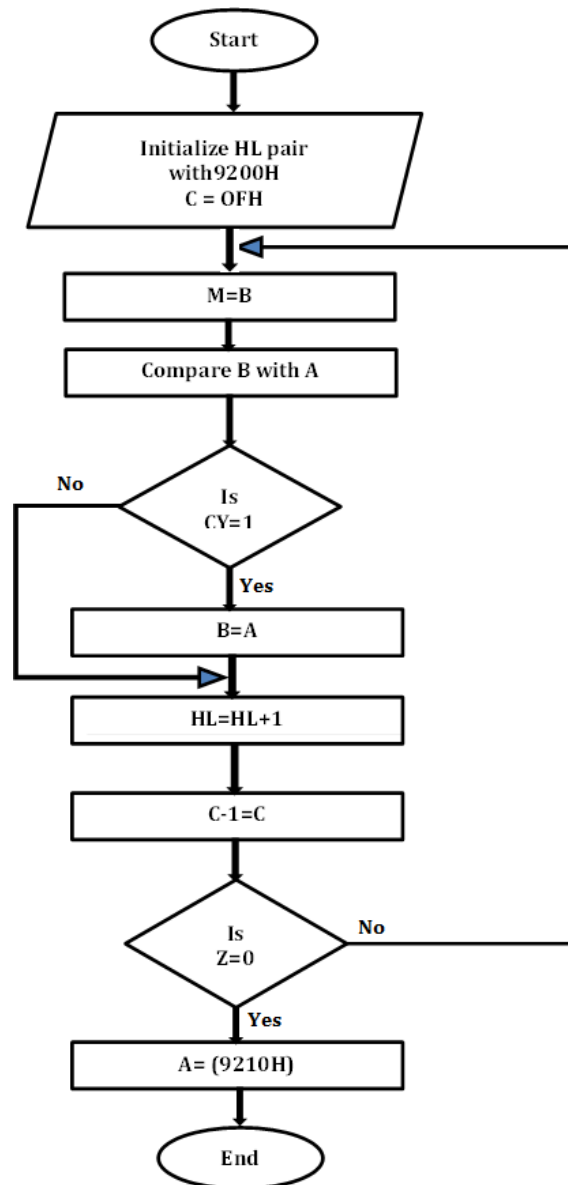 Start
Initialize HL pair
with9200H
C = OFH
M=B
Compare B with A
No
Is
CY=1
Yes
B=A
HL=HL+1
C-1=C
Is
Z=0
No
Yes
A= (9210H)
End